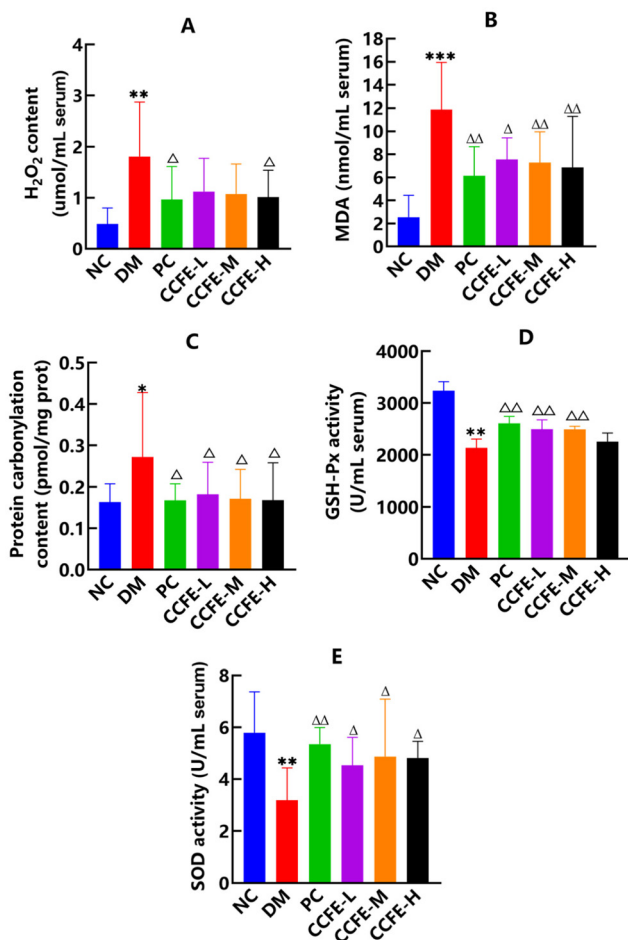 A
H2O2 content
(umol/mL serum)
4
3
2
1
0
**
△
△
NC
DM
PC
CCFE-L
CCFE-M
CCFE-H
B
MDA (nmol/mL serum)
18
16
14
12
10
8
6
4
2
0
***
ΔΔ
Δ
ΔΔ
ΔΔ
NC
DM
PC
CCFE-L
CCFE-M
CCFE-H
C
Protein carbonylation
content (pmol/mg prot)
0.5
0.4
0.3
0.2
0.1
0.0
*
△
△
△
△
NC
DM
PC
CCFE-L
CCFE-M
CCFE-H
D
GSH-Px activity
(U/mL serum)
4000
3000
2000
1000
0
**
△△
△△
△△
NC
DM
PC
CCFE-L
CCFE-M
CCFE-H
E
SOD activity (U/mL serum)
8
6
4
2
0
**
ΔΔ
Δ
Δ
Δ
NC
DM
PC
CCFE-L
CCFE-M
CCFE-H